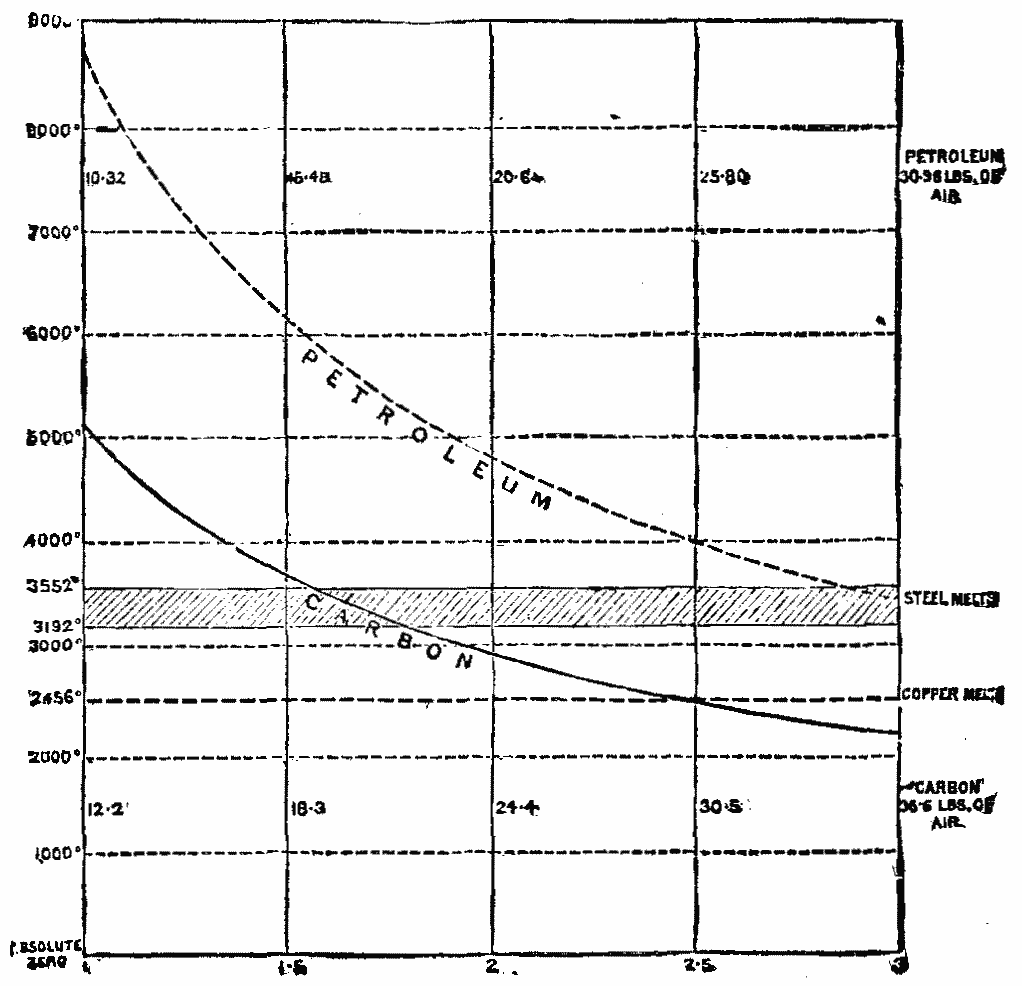 8000°
10.32
15.48
20.64
25.80
PETROLEUM
30.96 LBS. OF
AIR
7000°
6000°
PETROLEUM
5000°
4000°
3552°
STEEL MELTS
CARBON
3192°
3000°
2456°
COPPER MELTS
2000°
12.2
18.3
24.4
30.5
CARBON
36.6 LBS. OF
AIR
1000°
ABSOLUTE
ZERO
1
1.5
2
2.5
3